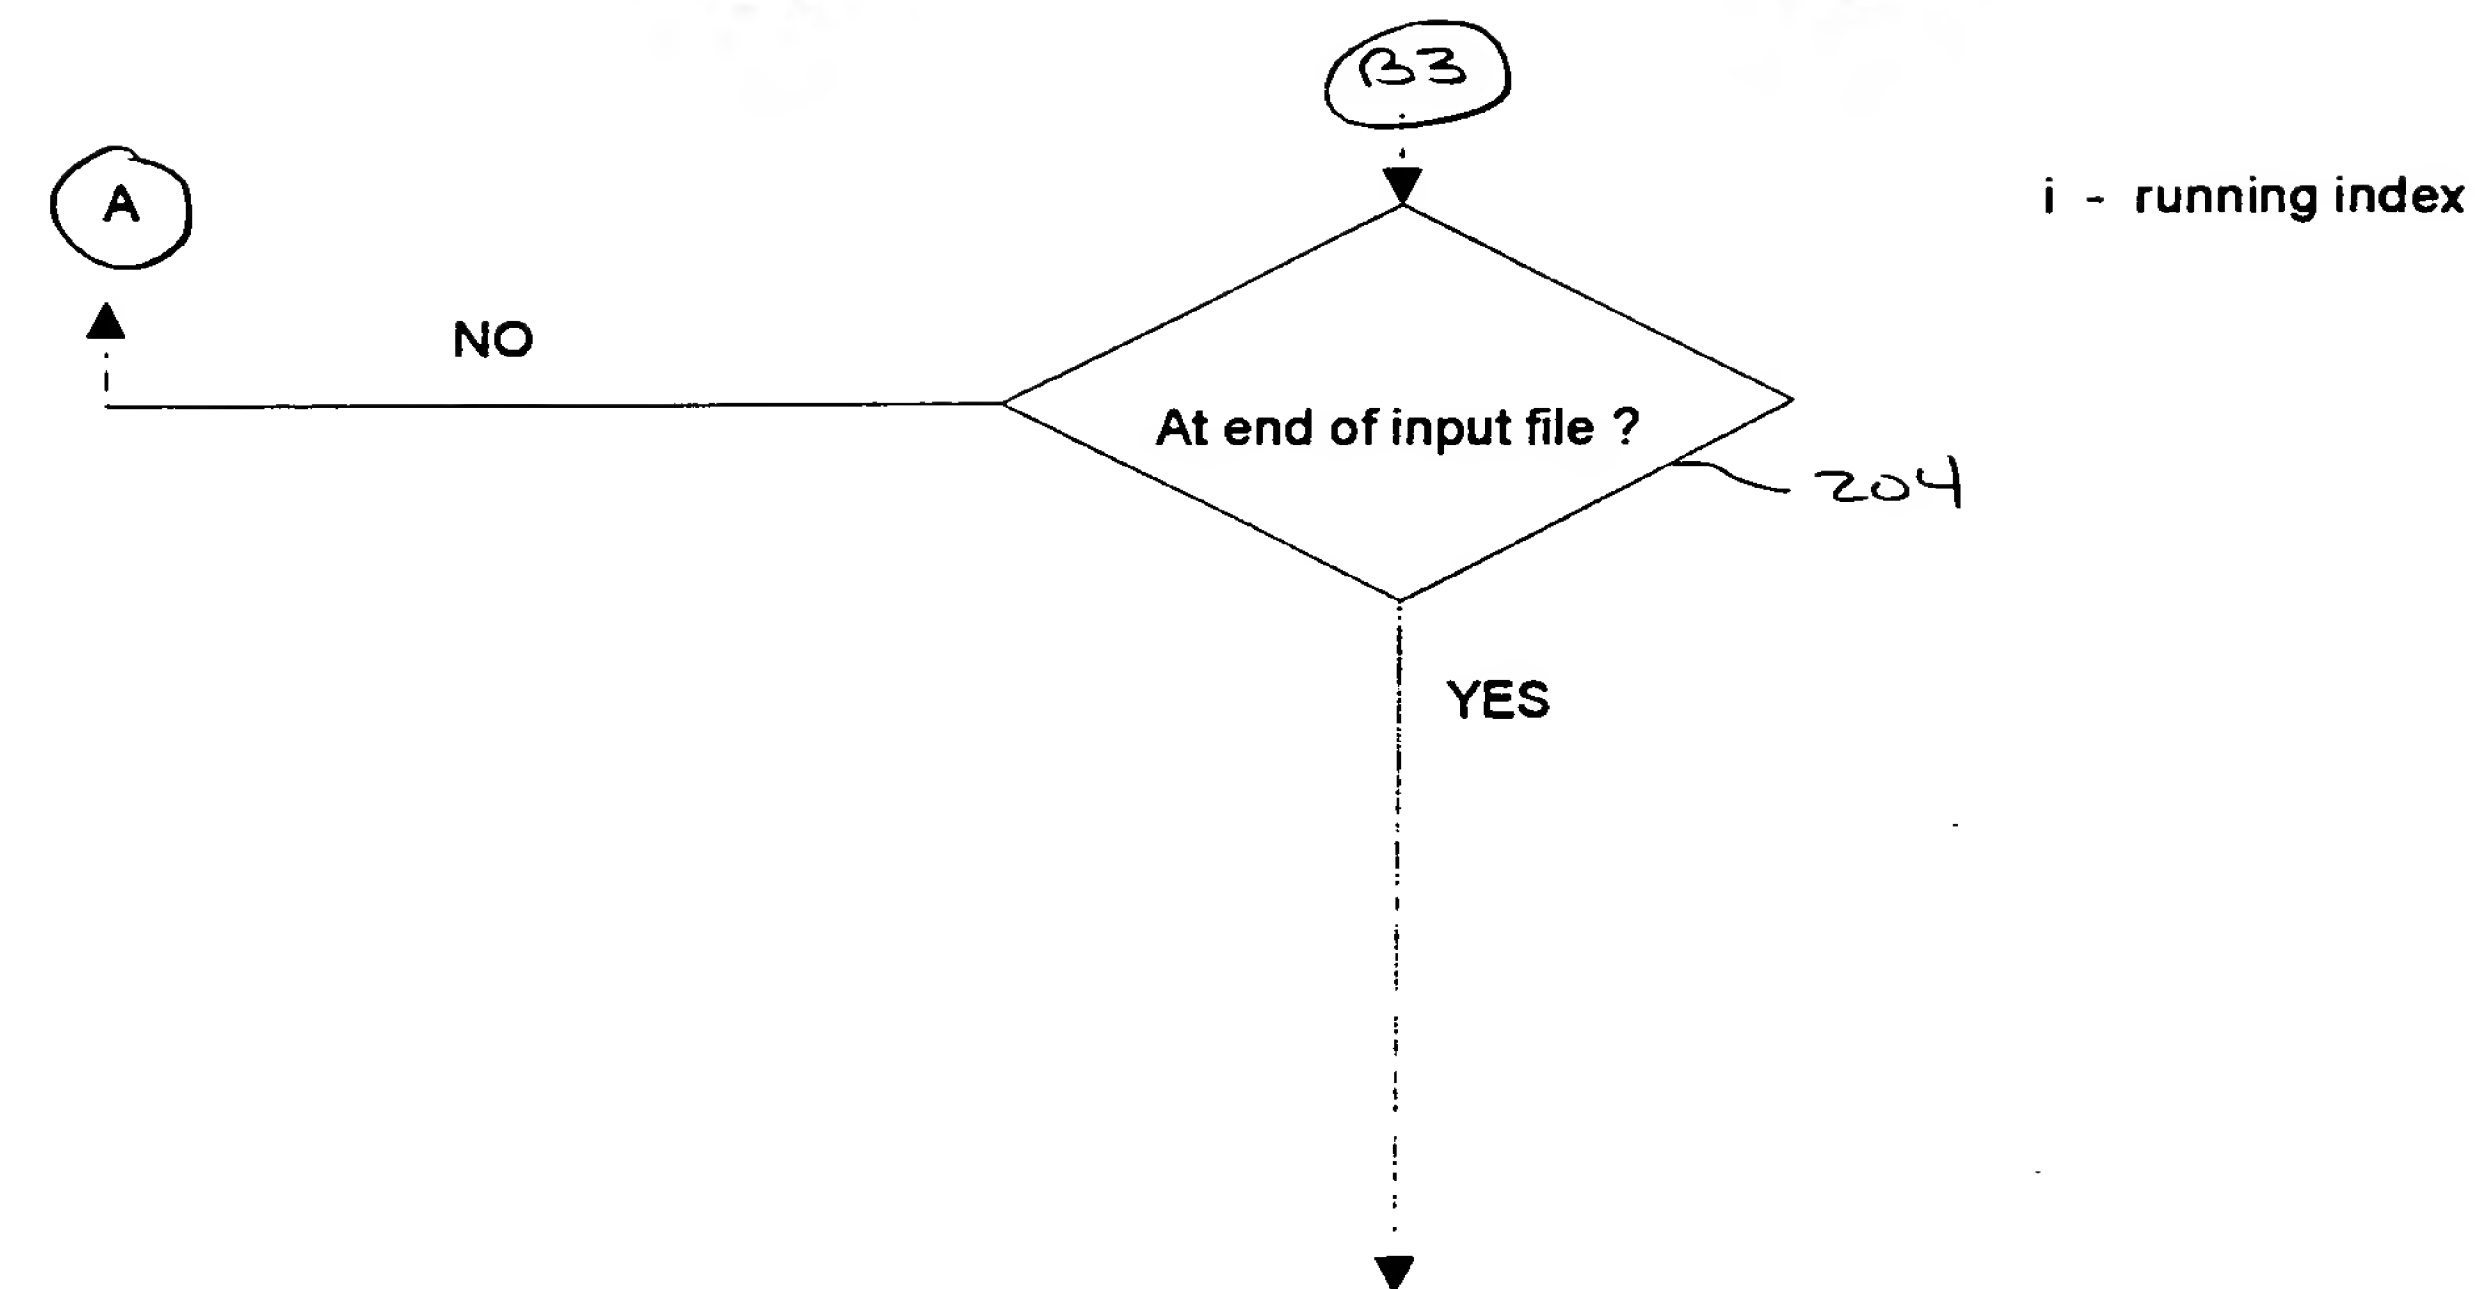 B3
A
i - running index
NO
At end of input file ?
204
YES